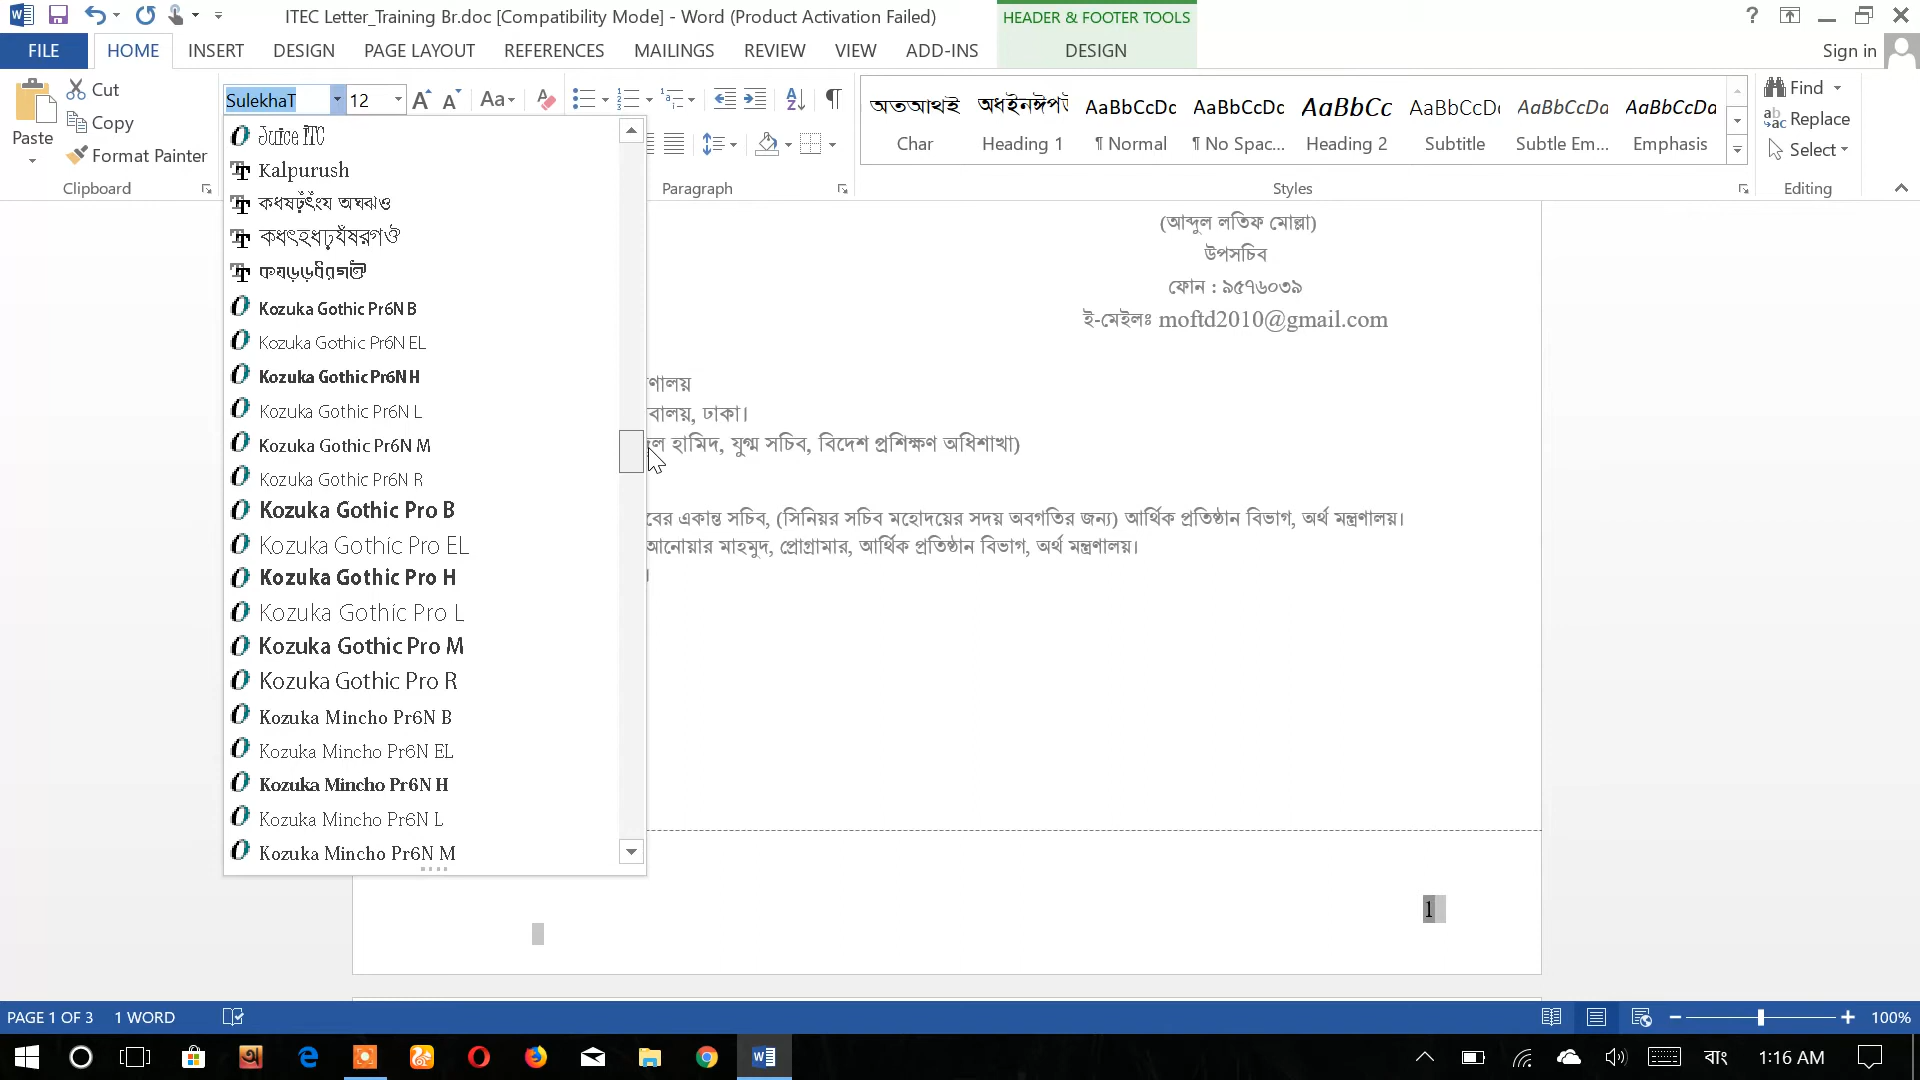 ITEC Letter_Training Br.doc [Compatibility Mode] - Word (Product Activation Failed)
HEADER & FOOTER TOOLS
?
FILE HOME INSERT DESIGN PAGE LAYOUT REFERENCES MAILINGS REVIEW VIEW ADD-INS DESIGN
Sign in
Paste
Cut
Copy
Format Painter
Clipboard
SulekhaT 12
Aa
Paragraph
অতআথই
Char
অধইনঈপউ
Heading 1
AaBbCcDc
¶ Normal
AaBbCcDc
¶ No Spac...
AaBbCc
Heading 2
AaBbCcDc
Subtitle
AaBbCcDa
Subtle Em...
AaBbCcDa
Emphasis
Styles
Find
Replace
Select
Editing
Juice ITC
Kalpurush
Kozuka Gothic Pr6N B
Kozuka Gothic Pr6N EL
Kozuka Gothic Pr6N H
Kozuka Gothic Pr6N L
Kozuka Gothic Pr6N M
Kozuka Gothic Pr6N R
Kozuka Gothic Pro B
Kozuka Gothic Pro EL
Kozuka Gothic Pro H
Kozuka Gothic Pro L
Kozuka Gothic Pro M
Kozuka Gothic Pro R
Kozuka Mincho Pr6N B
Kozuka Mincho Pr6N EL
Kozuka Mincho Pr6N H
Kozuka Mincho Pr6N L
Kozuka Mincho Pr6N M
(আব্দুল লতিফ মোল্লা)
উপসচিব
ফোন : ৯৫৭৬০৩৯
ই-মেইলঃ moftd2010@gmail.com
ণালয়
বালয়, ঢাকা।
ল হামিদ, যুগ্ম সচিব, বিদেশ প্রশিক্ষণ অধিশাখা)
বের একান্ত সচিব, (সিনিয়র সচিব মহোদয়ের সদয় অবগতির জন্য) আর্থিক প্রতিষ্ঠান বিভাগ, অর্থ মন্ত্রণালয়।
আনোয়ার মাহমুদ, প্রোগ্রামার, আর্থিক প্রতিষ্ঠান বিভাগ, অর্থ মন্ত্রণালয়।
।
1
PAGE 1 OF 3 1 WORD
100%
বাং 1:16 AM